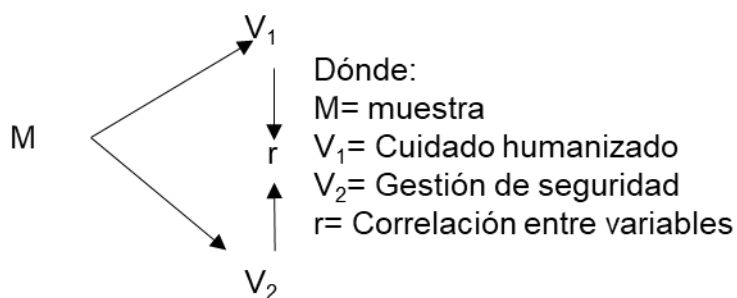 V₁
Dónde:
M= muestra
M
r
V₁= Cuidado humanizado
V₂= Gestión de seguridad
r= Correlación entre variables
V₂